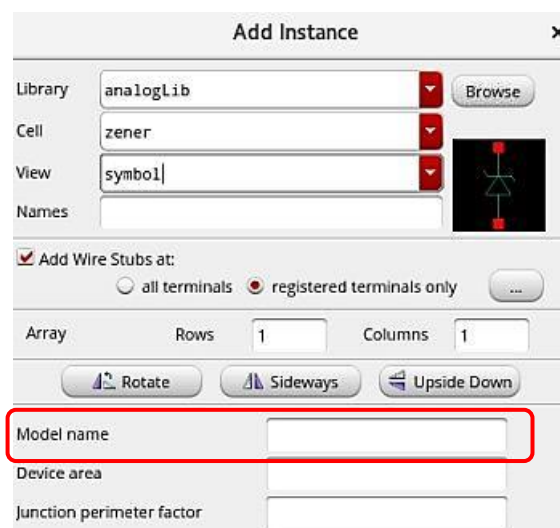 Add Instance
Library analogLib Browse
Cell zener
View symbol
Names
Add Wire Stubs at:
all terminals registered terminals only ...
Array Rows 1 Columns 1
Rotate Sideways Upside Down
Model name
Device area
Junction perimeter factor